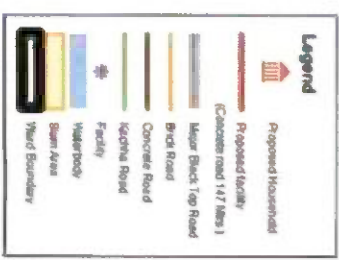 Legend
Proposed Household
Proposed facility
(Concrete road 147 Mtrs.)
Major Black Top Road
Brick Road
Concrete Road
Kachha Road
Facility
Waterbody
Slum Area
Ward Boundary